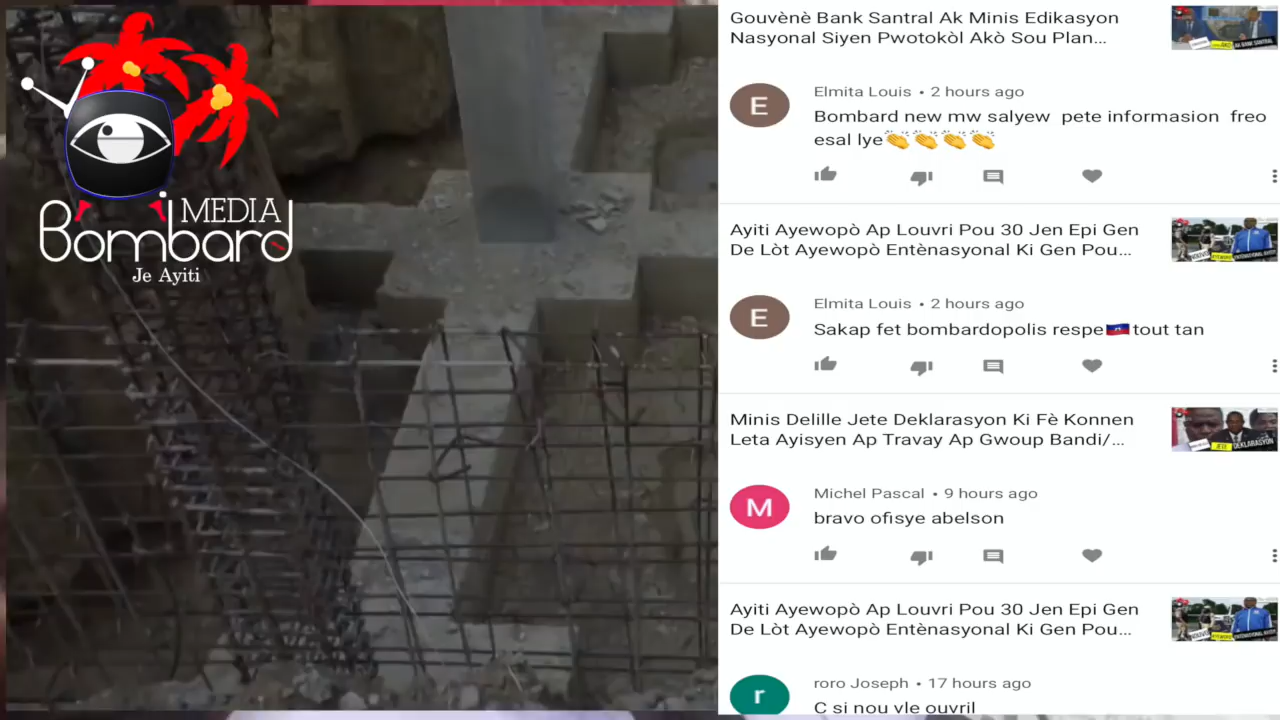 MEDIA
Bombard
Je Ayiti
Gouvènè Bank Santral Ak Minis Edikasyon
Nasyonal Siyen Pwotokòl Akò Sou Plan...
E
Elmita Louis • 2 hours ago
Bombard new mw salyew pete informasion freo
esal lye👏👏👏👏
Ayiti Ayewopò Ap Louvri Pou 30 Jen Epi Gen
De Lòt Ayewopò Entènasyonal Ki Gen Pou...
E
Elmita Louis • 2 hours ago
Sakap fet bombardopolis respe🇭🇹tout tan
Minis Delille Jete Deklarasyon Ki Fè Konnen
Leta Ayisyen Ap Travay Ap Gwoup Bandi/...
DEKLARASYON
M
Michel Pascal • 9 hours ago
bravo ofisye abelson
Ayiti Ayewopò Ap Louvri Pou 30 Jen Epi Gen
De Lòt Ayewopò Entènasyonal Ki Gen Pou...
r
roro Joseph • 17 hours ago
C si nou vle ouvril